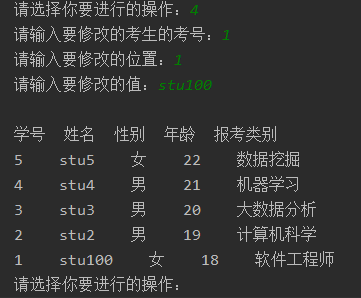 请选择你要进行的操作：4
请输入要修改的考生的考号：1
请输入要修改的位置：1
请输入要修改的值：stu100
学号 姓名 性别 年龄 报考类别
5 stu5 女 22 数据挖掘
4 stu4 男 21 机器学习
3 stu3 男 20 大数据分析
2 stu2 男 19 计算机科学
1 stu100 女 18 软件工程师
请选择你要进行的操作：